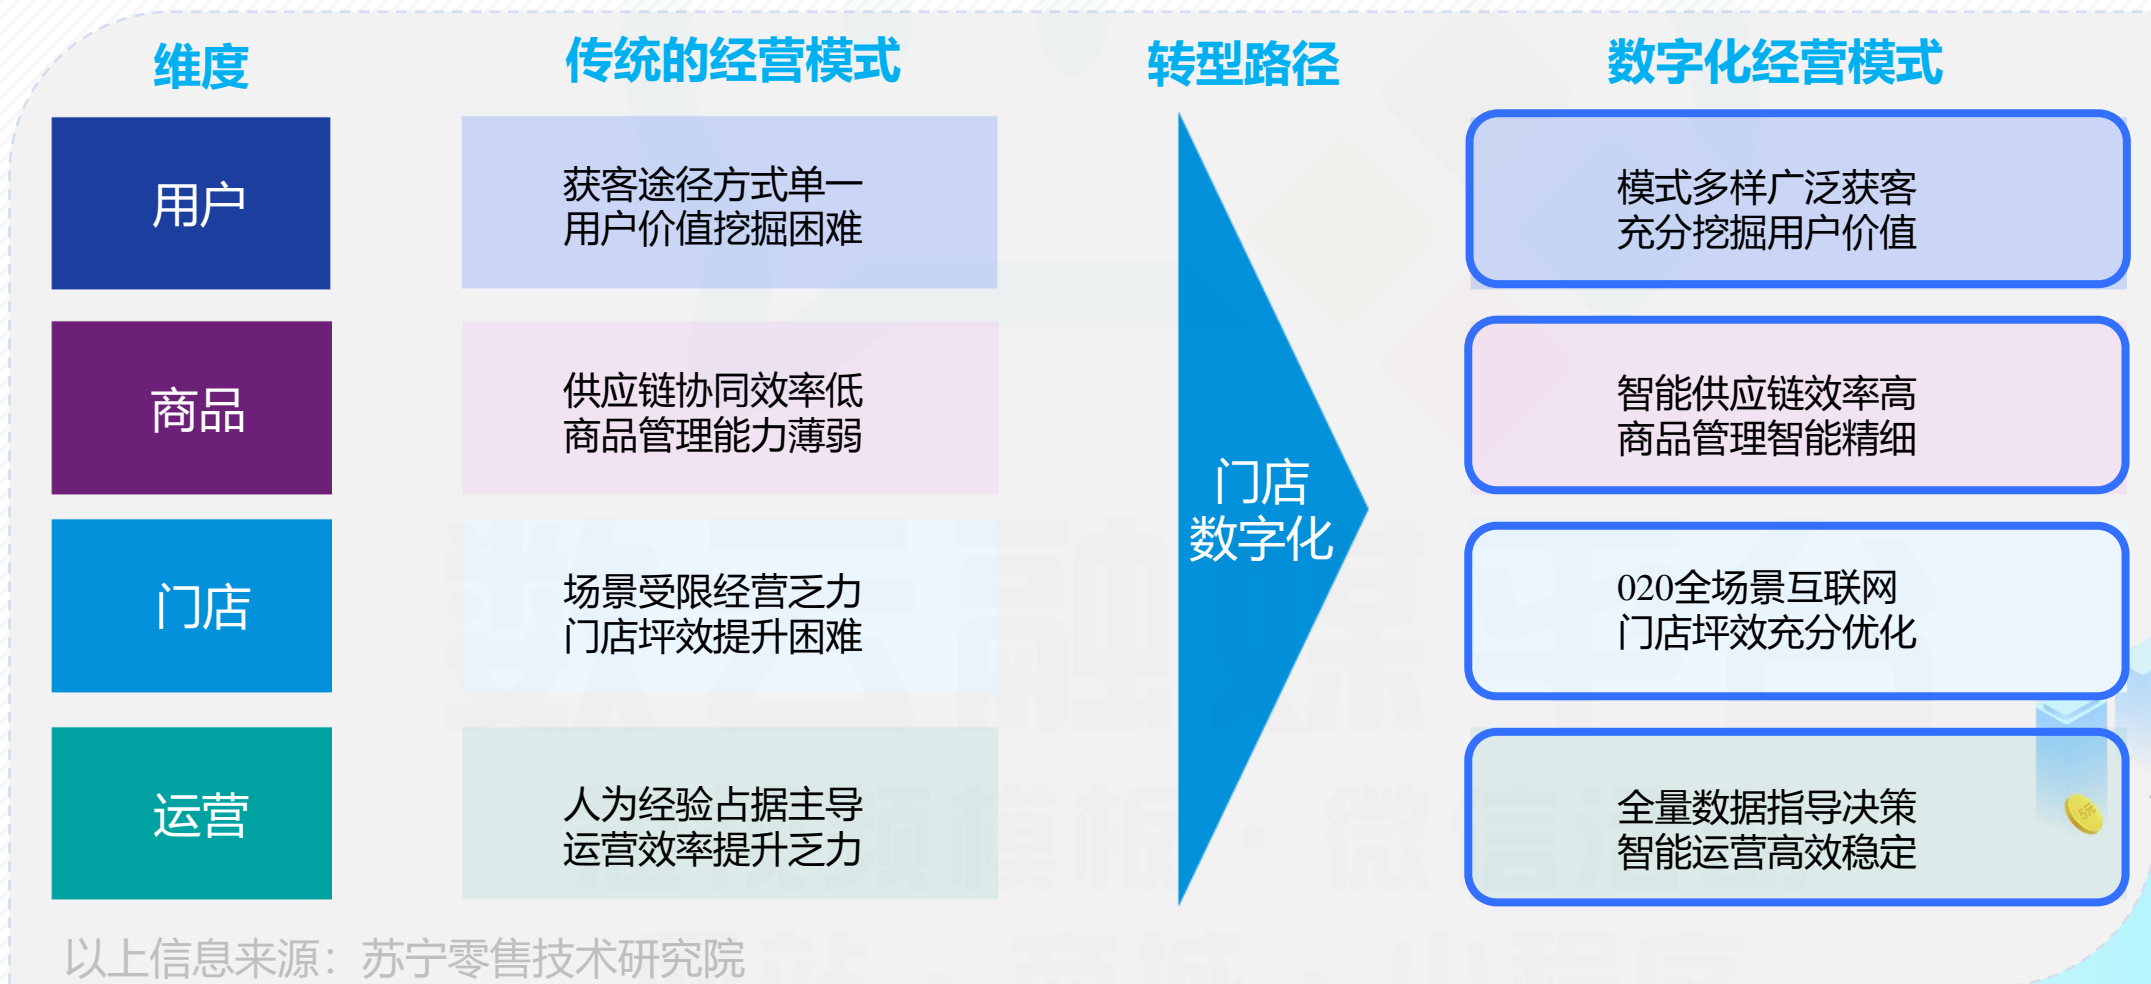 维度
传统的经营模式
转型路径
数字化经营模式
用户
获客途径方式单一
用户价值挖掘困难
模式多样广泛获客
充分挖掘用户价值
商品
供应链协同效率低
商品管理能力薄弱
智能供应链效率高
商品管理智能精细
门店
数字化
门店
场景受限经营乏力
门店坪效提升困难
020全场景互联网
门店坪效充分优化
运营
人为经验占据主导
运营效率提升乏力
全量数据指导决策
智能运营高效稳定
以上信息来源：苏宁零售技术研究院